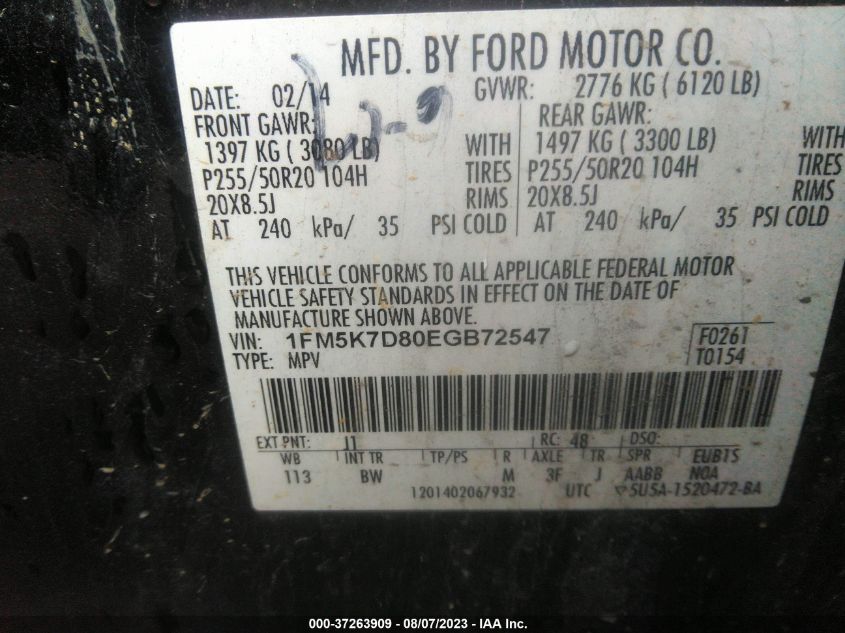 MFD. BY FORD MOTOR CO.
DATE: 02/14 GVWR: 2776 KG ( 6120 LB)
FRONT GAWR: REAR GAWR:
1397 KG ( 3080 LB) WITH 1497 KG ( 3300 LB) WITH
P255/50R20 104H TIRES P255/50R20 104H TIRES
20X8.5J RIMS 20X8.5J RIMS
AT 240 kPa/ 35 PSI COLD AT 240 kPa/ 35 PSI COLD
THIS VEHICLE CONFORMS TO ALL APPLICABLE FEDERAL MOTOR
VEHICLE SAFETY STANDARDS IN EFFECT ON THE DATE OF
MANUFACTURE SHOWN ABOVE.
VIN: 1FM5K7D80EGB72547 F0261
TYPE: MPV T0154
EXT PNT: J1 RC: 48 DSO:
WB INT TR TP/PS R AXLE TR SPR EUB1S
113 BW M 3F J AABB NOA
1201402067932 UTC 5U5A-1520472-BA
000-37263909 — 08/07/2023 — IAA Inc.